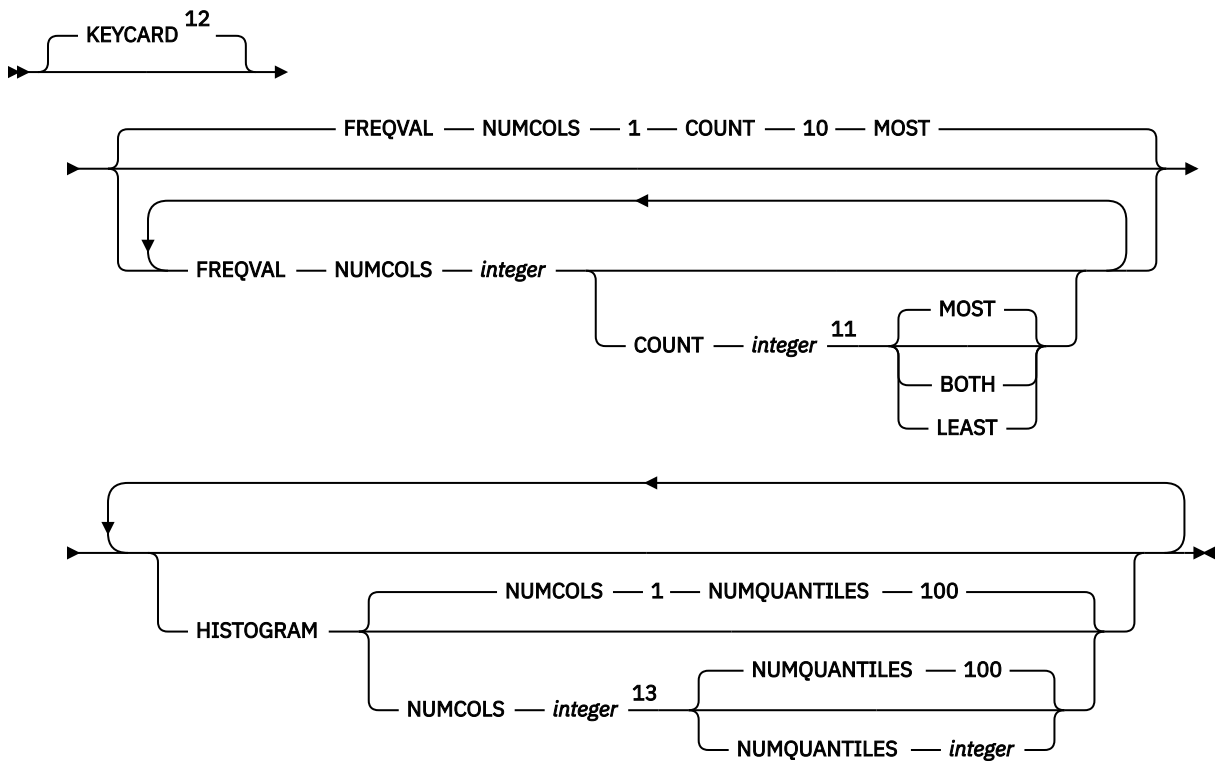 KEYCARD 12
FREQVAL NUMCOLS 1 COUNT 10 MOST
FREQVAL NUMCOLS integer
MOST
COUNT integer 11
BOTH
LEAST
NUMCOLS 1 NUMQUANTILES 100
HISTOGRAM
NUMQUANTILES 100
NUMCOLS integer 13
NUMQUANTILES integer